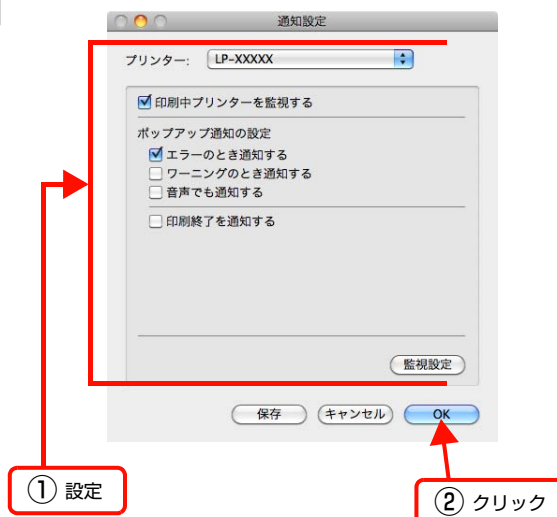 通知設定
プリンター: LP-XXXXX
印刷中プリンターを監視する
ポップアップ通知の設定
エラーのとき通知する
ワーニングのとき通知する
音声でも通知する
印刷終了を通知する
監視設定
保存 キャンセル OK
① 設定
② クリック